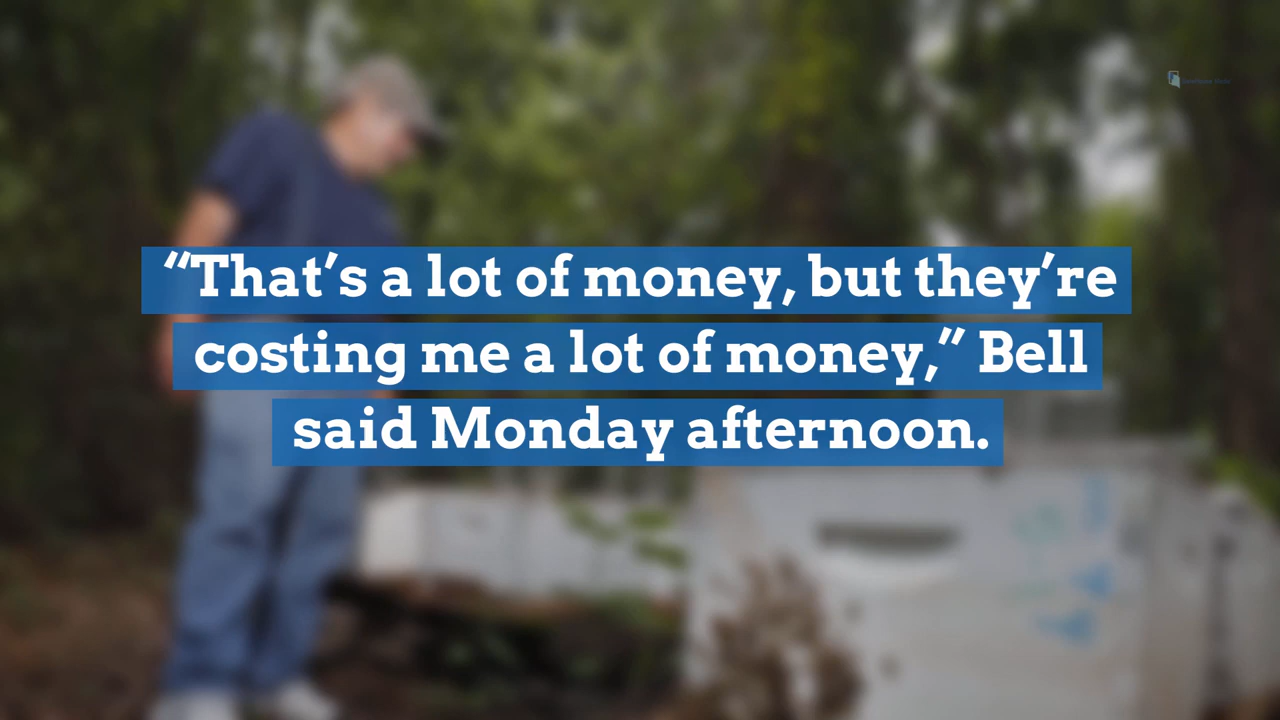 “That’s a lot of money, but they’re
costing me a lot of money,” Bell
said Monday afternoon.